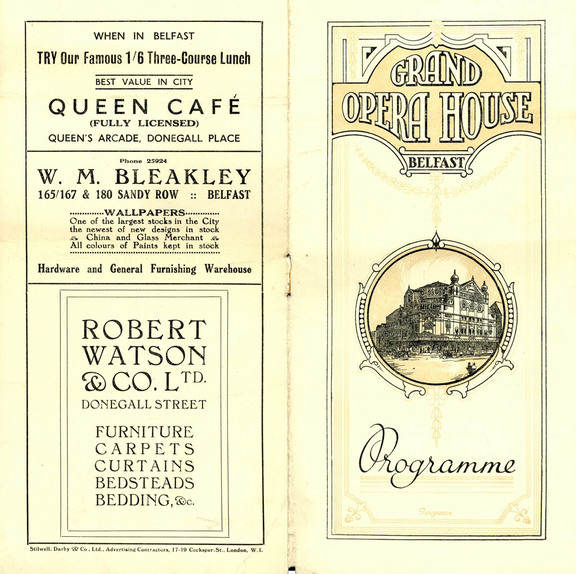 WHEN IN BELFAST
TRY Our Famous 1/6 Three-Course Lunch
BEST VALUE IN CITY
QUEEN CAFÉ
(FULLY LICENSED)
QUEEN'S ARCADE, DONEGALL PLACE
Phone 25924
W. M. BLEAKLEY
165/167 & 180 SANDY ROW :: BELFAST
WALLPAPERS
One of the largest stocks in the City
the newest of new designs in stock
China and Glass Merchant
All colours of Paints kept in stock
Hardware and General Furnishing Warehouse
ROBERT
WATSON
& CO. LTD.
DONEGALL STREET
FURNITURE
CARPETS
CURTAINS
BEDSTEADS
BEDDING, &c.
Stilwell, Darby & Co., Ltd., Advertising Contractors, 17-19 Cockspur St., London, W.1.
GRAND
OPERA HOUSE
BELFAST
Programme